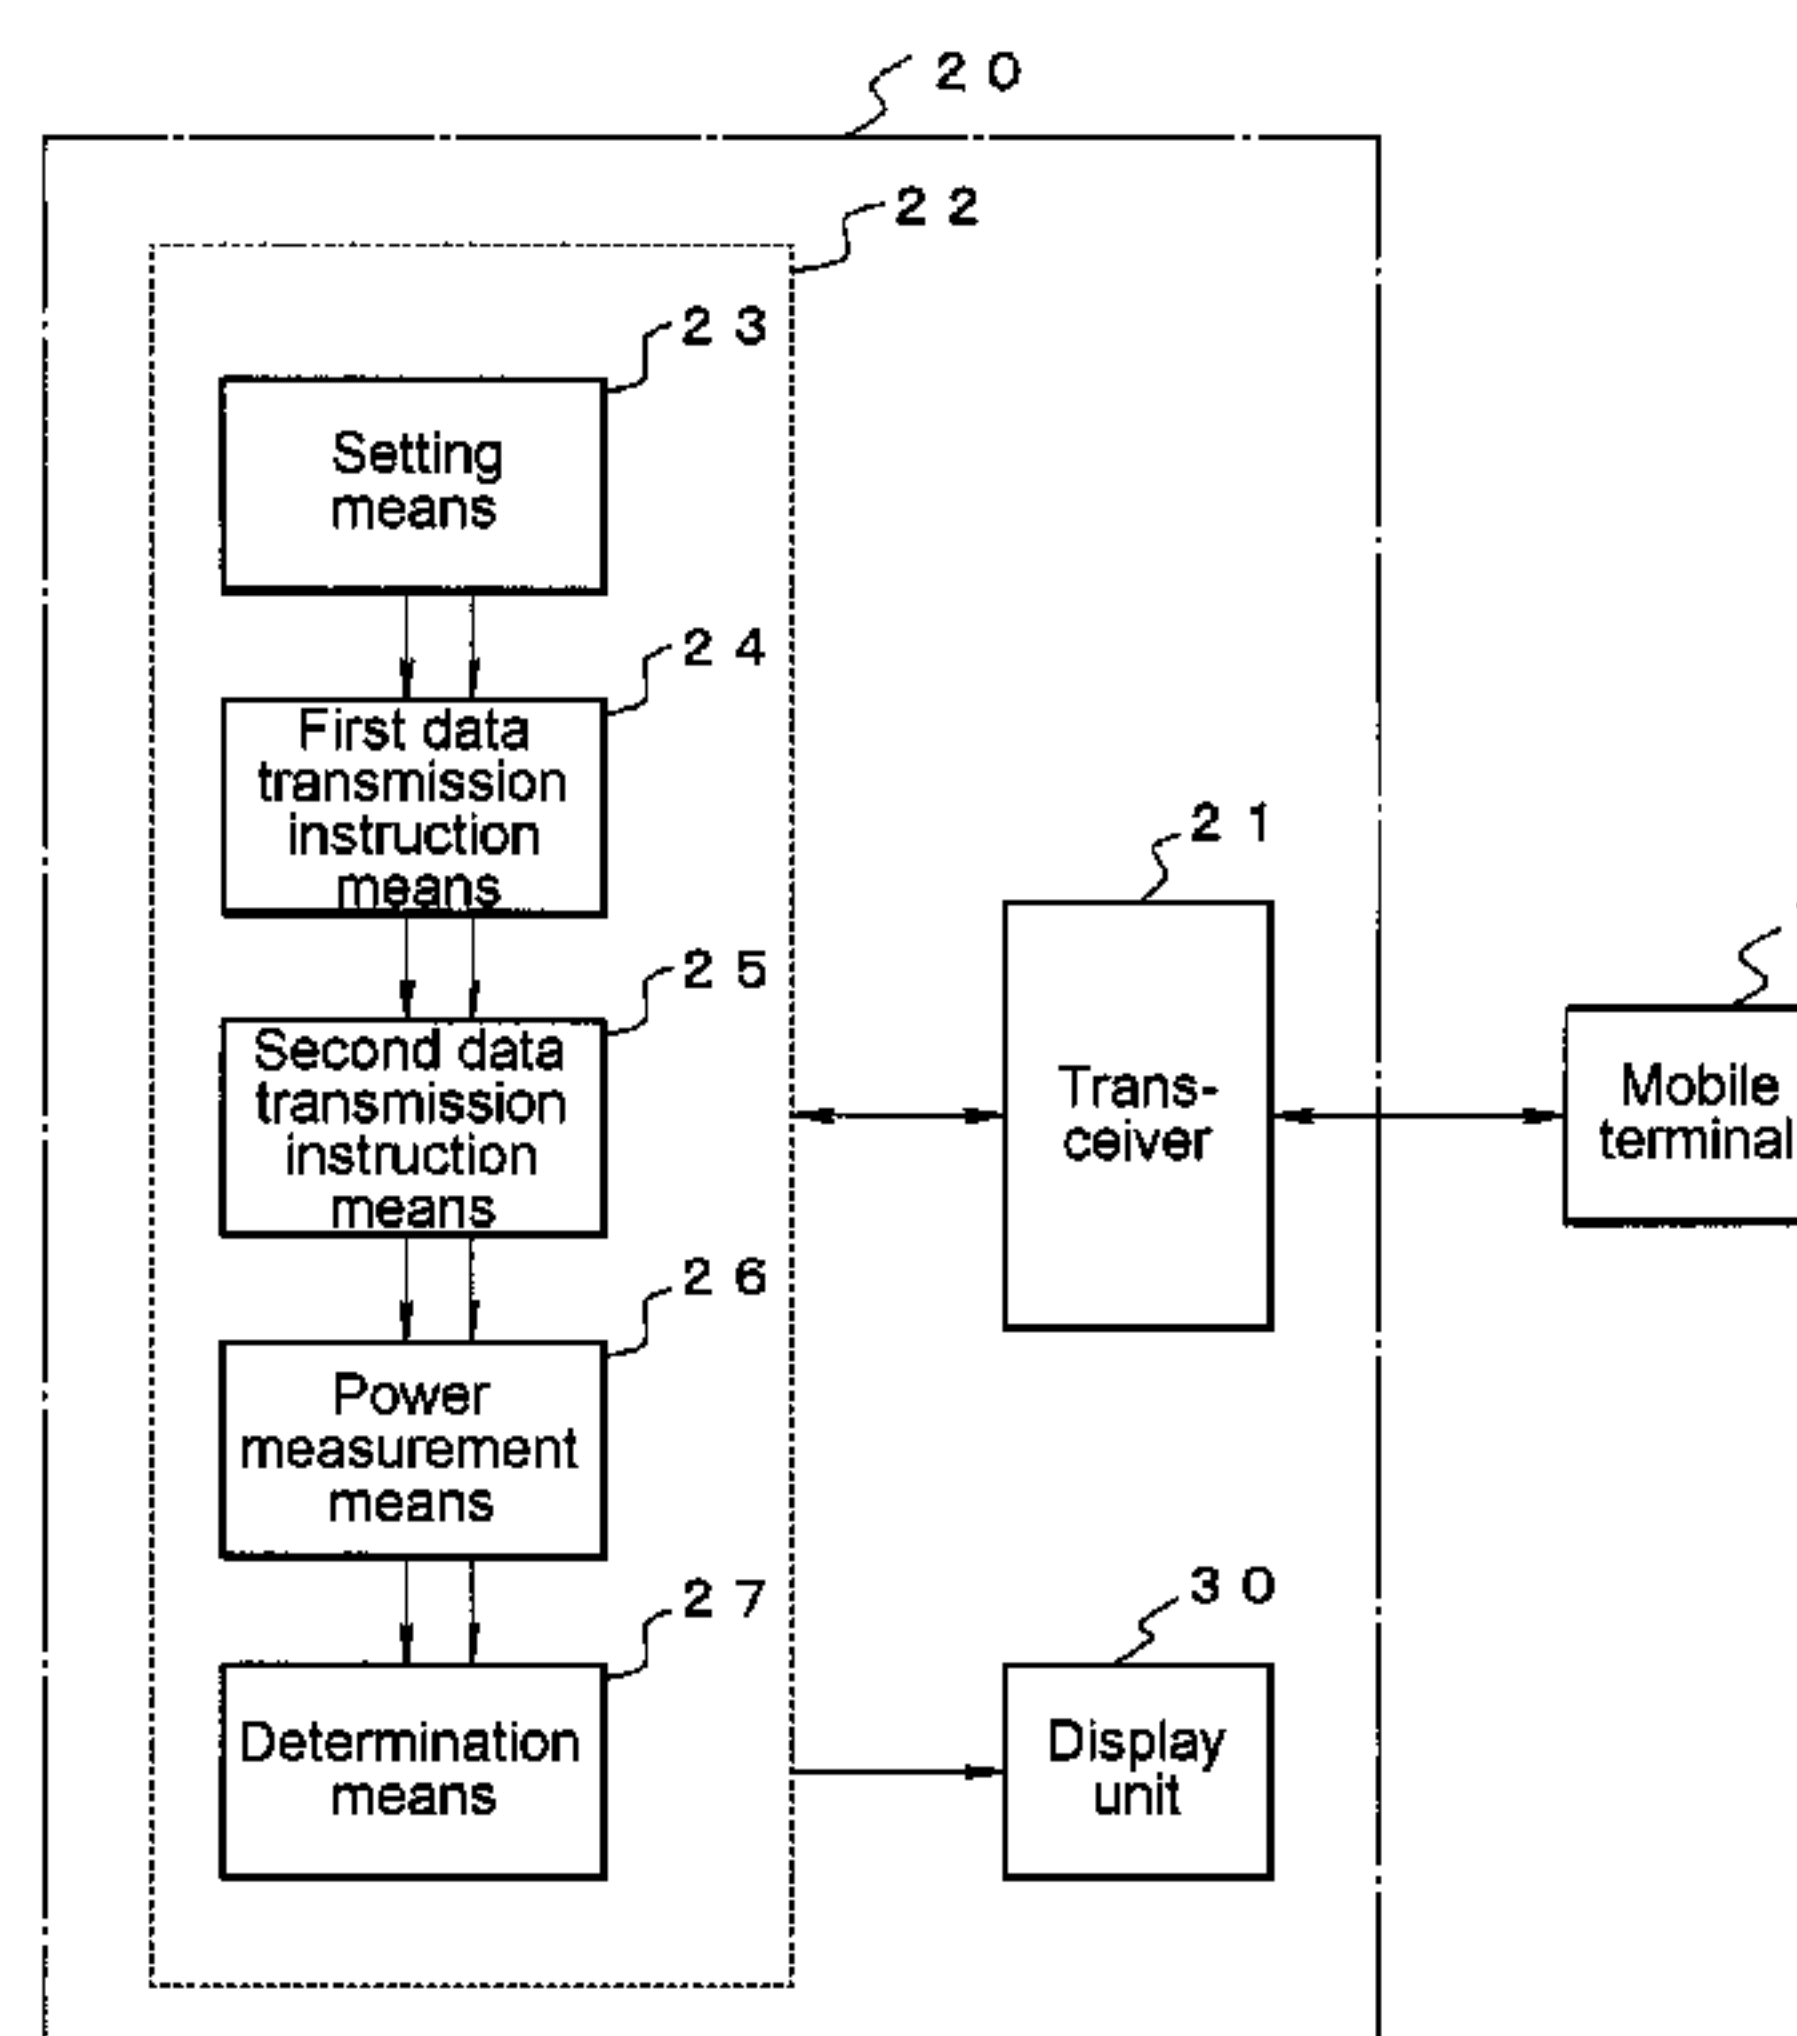 ２０
２２
２３
Setting
means
２４
First data
transmission
instruction
means
２５
Second data
transmission
instruction
means
２６
Power
measurement
means
２７
Determination
means
２１
Trans-
ceiver
Mobile
terminal
３０
Display
unit